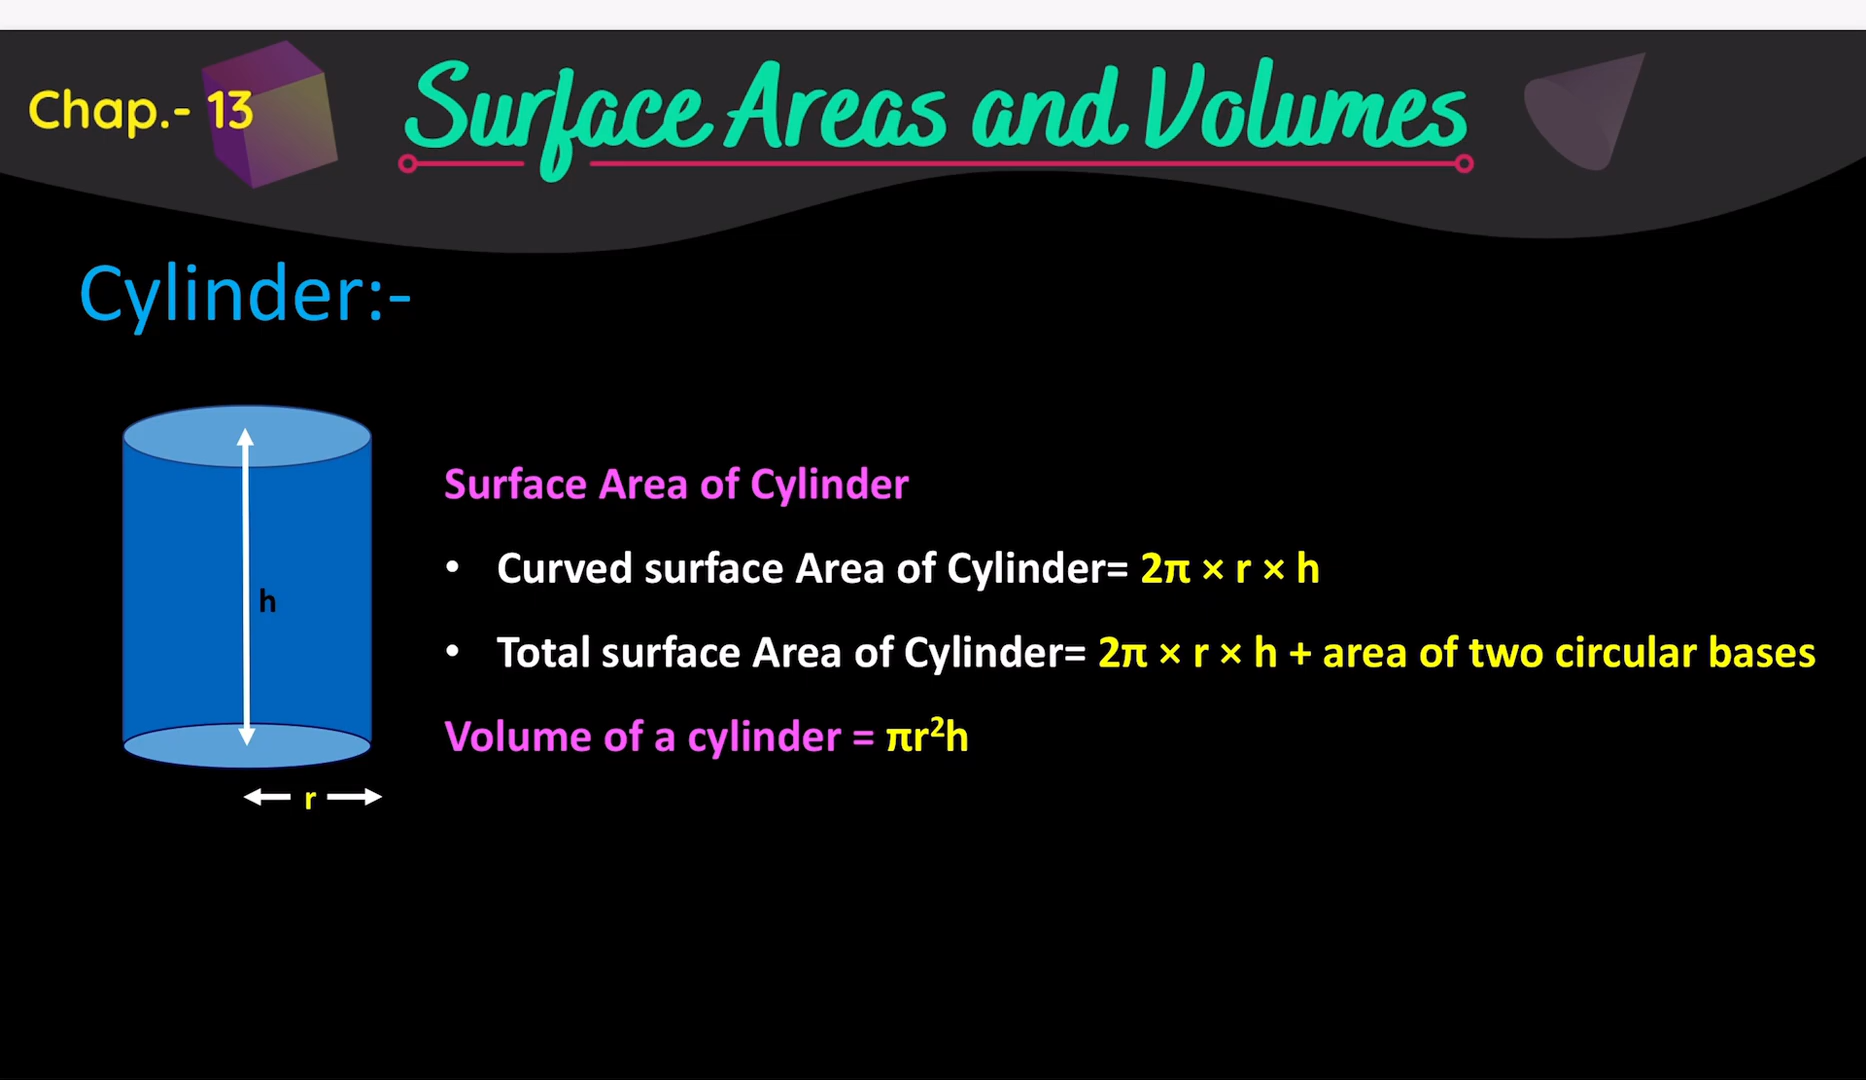 Chap.- 13
Surface Areas and Volumes
Cylinder:-
h
r
Surface Area of Cylinder
• Curved surface Area of Cylinder= 2π × r × h
• Total surface Area of Cylinder= 2π × r × h + area of two circular bases
Volume of a cylinder = πr²h